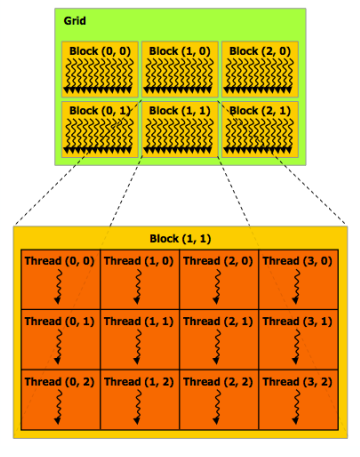 Grid
Block (0, 0) Block (1, 0) Block (2, 0)
Block (0, 1) Block (1, 1) Block (2, 1)
Block (1, 1)
Thread (0, 0) Thread (1, 0) Thread (2, 0) Thread (3, 0)
Thread (0, 1) Thread (1, 1) Thread (2, 1) Thread (3, 1)
Thread (0, 2) Thread (1, 2) Thread (2, 2) Thread (3, 2)